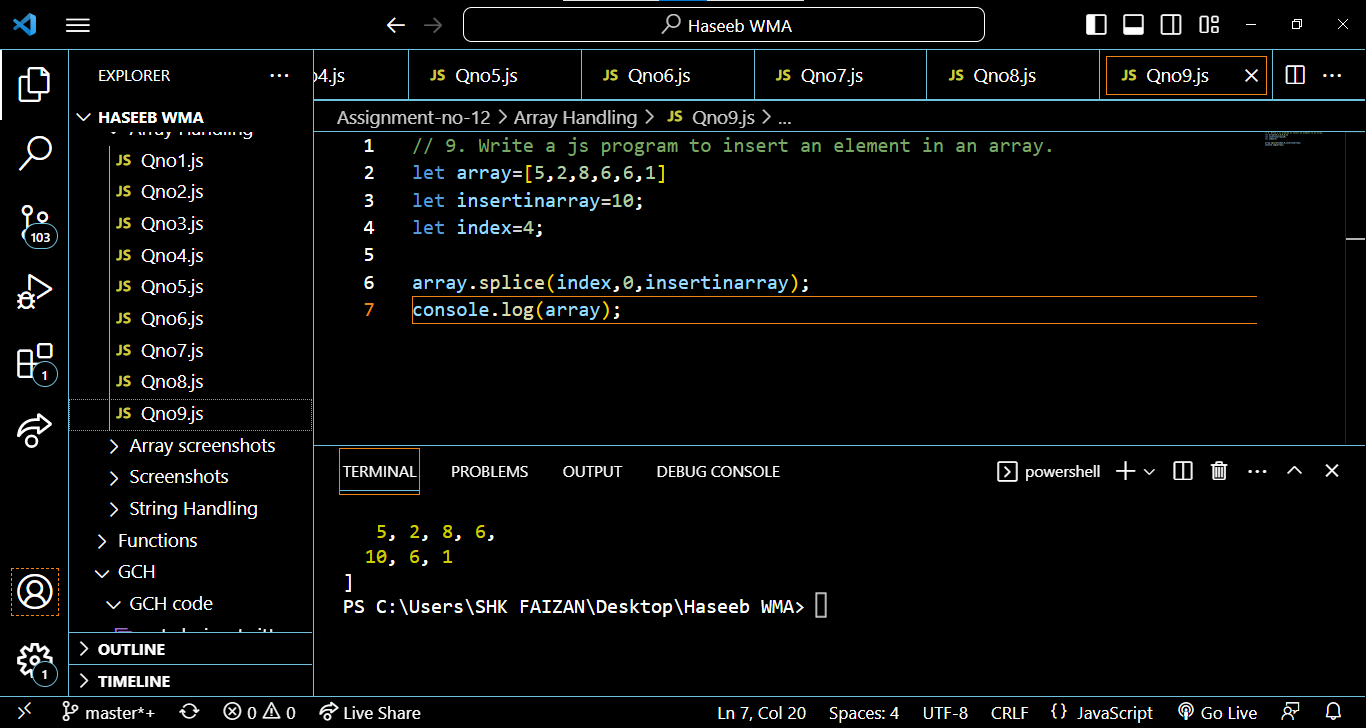 Haseeb WMA
EXPLORER
HASEEB WMA
Array Handling
JS Qno1.js
JS Qno2.js
JS Qno3.js
JS Qno4.js
JS Qno5.js
JS Qno6.js
JS Qno7.js
JS Qno8.js
JS Qno9.js
Array screenshots
Screenshots
String Handling
Functions
GCH
GCH code
OUTLINE
TIMELINE
103
1
1
o4.js JS Qno5.js JS Qno6.js JS Qno7.js JS Qno8.js JS Qno9.js
Assignment-no-12 > Array Handling > JS Qno9.js > ...
1 // 9. Write a js program to insert an element in an array.
2 let array=[5,2,8,6,6,1]
3 let insertinarray=10;
4 let index=4;
5
6 array.splice(index,0,insertinarray);
7 console.log(array);
TERMINAL PROBLEMS OUTPUT DEBUG CONSOLE powershell
5, 2, 8, 6,
10, 6, 1
]
PS C:\Users\SHK FAIZAN\Desktop\Haseeb WMA>
master*+ 0 0 Live Share Ln 7, Col 20 Spaces: 4 UTF-8 CRLF {} JavaScript Go Live